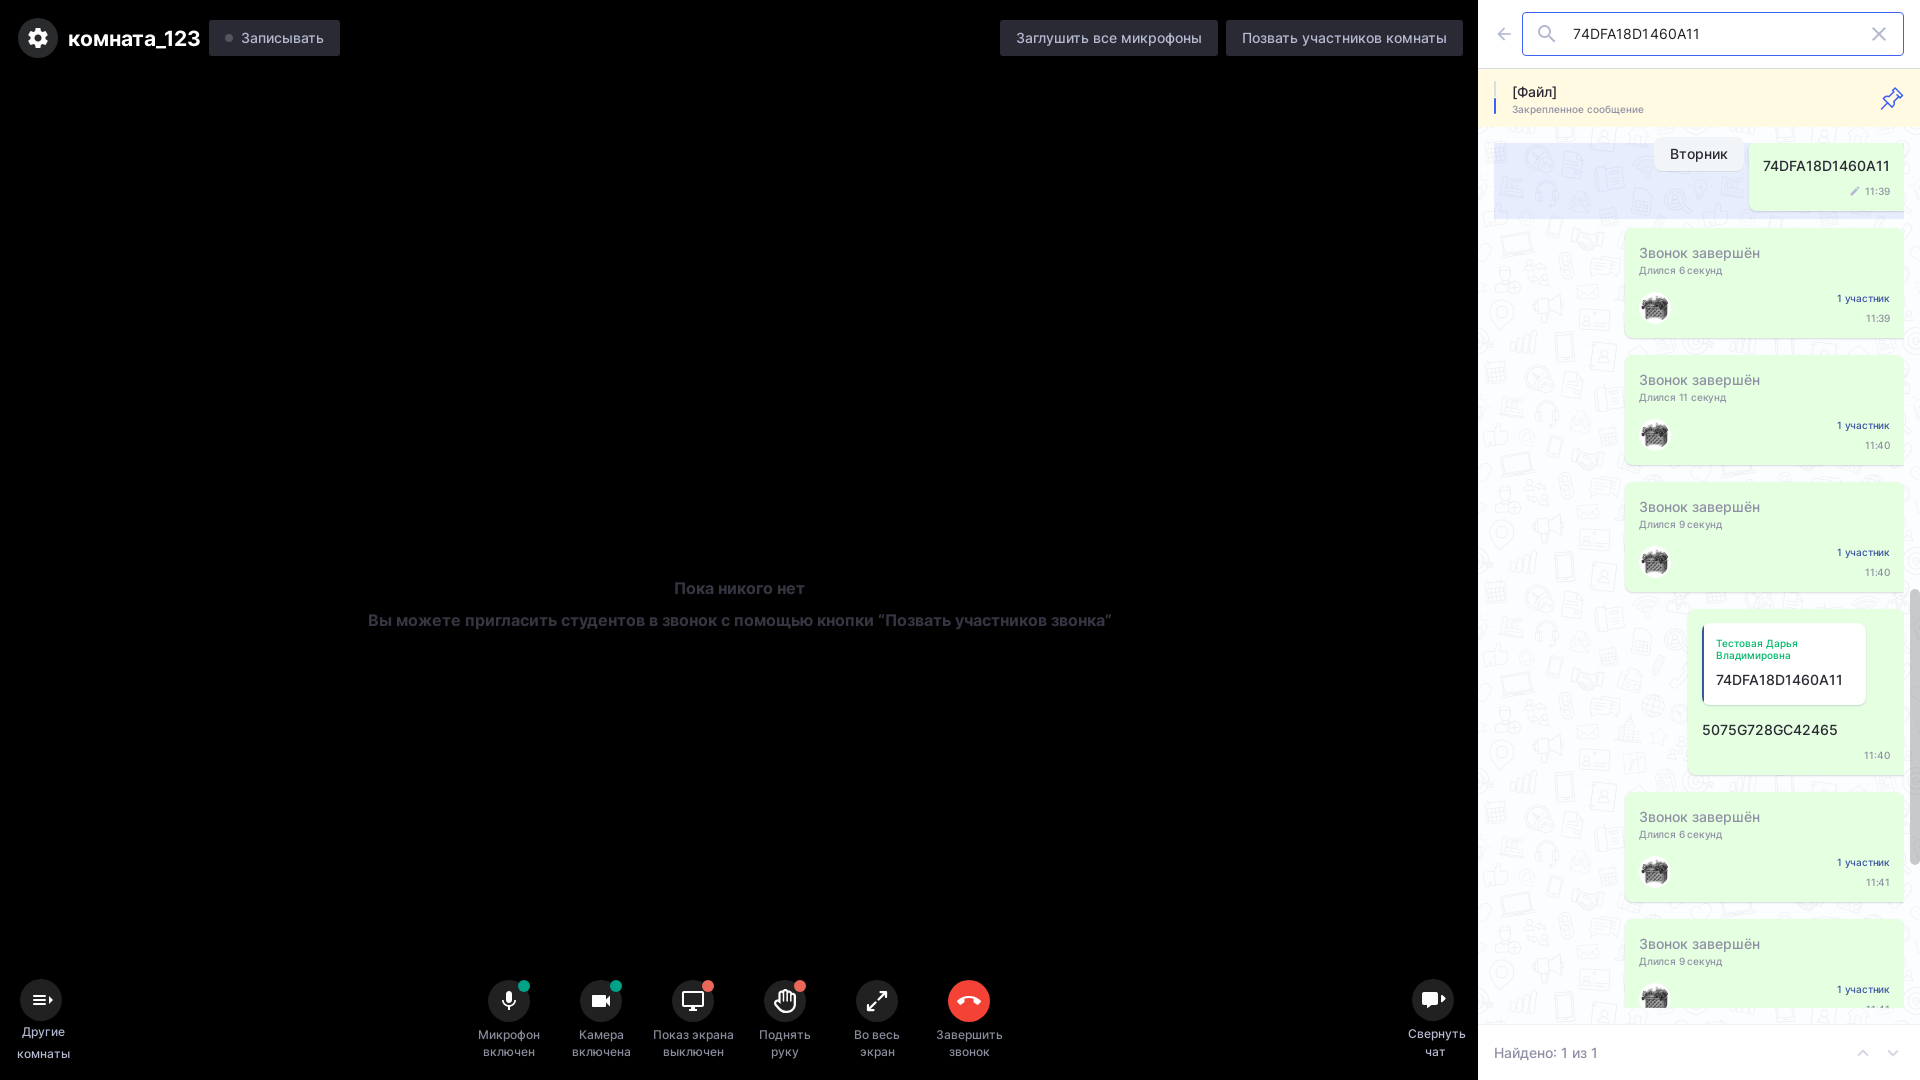 комната_123
Записывать
Заглушить все микрофоны
Позвать участников комнаты
Пока никого нет
Вы можете пригласить студентов в звонок с помощью кнопки “Позвать участников звонка”
Другие
комнаты
Микрофон
включен
Камера
включена
Показ экрана
выключен
Поднять
руку
Во весь
экран
Завершить
звонок
Свернуть
чат
74DFA18D1460A11
[Файл]
Закрепленное сообщение
Вторник
74DFA18D1460A11
11:39
Звонок завершён
Длился 6 секунд
1 участник
11:39
Звонок завершён
Длился 11 секунд
1 участник
11:40
Звонок завершён
Длился 9 секунд
1 участник
11:40
Тестовая Дарья
Владимировна
74DFA18D1460A11
5075G728GC42465
11:40
Звонок завершён
Длился 6 секунд
1 участник
11:41
Звонок завершён
Длился 9 секунд
1 участник
Найдено: 1 из 1